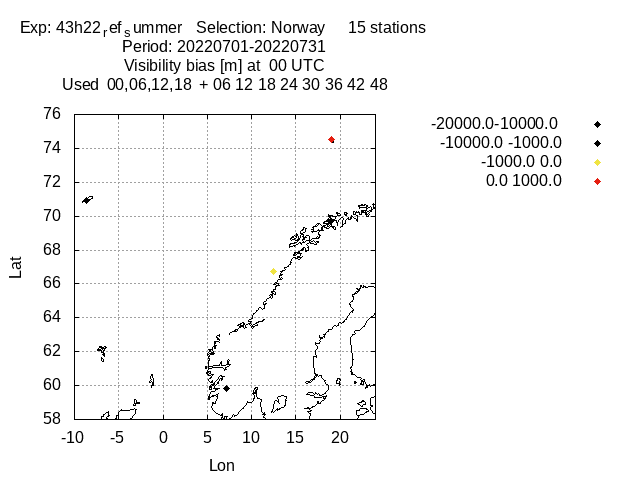 Exp: 43h22refsummer Selection: Norway 15 stations
Period: 20220701-20220731
Visibility bias [m] at 00 UTC
Used 00,06,12,18 + 06 12 18 24 30 36 42 48
-20000.0-10000.0
-10000.0 -1000.0
-1000.0 0.0
0.0 1000.0
76
74
72
70
68
66
64
62
60
58
Lat
-10 -5 0 5 10 15 20
Lon